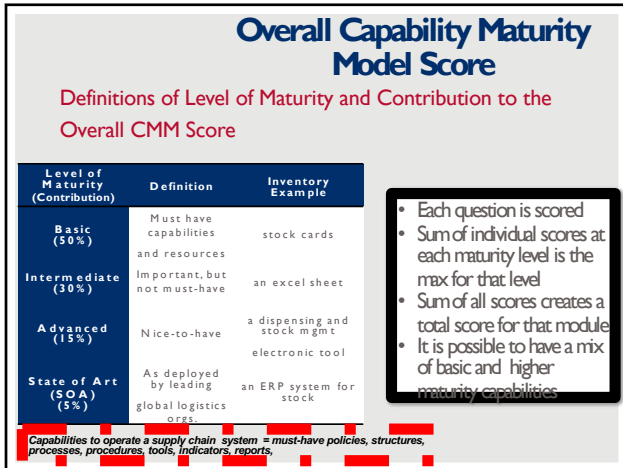 Overall Capability Maturity
Model Score
Definitions of Level of Maturity and Contribution to the
Overall CMM Score
Level of
Maturity
(Contribution)
Definition
Inventory
Example
Basic
(50%)
Must have
capabilities
and resources
stock cards
Intermediate
(30%)
Important, but
not must-have
an excel sheet
Advanced
(15%)
Nice-to-have
a dispensing and
stock mgmt
electronic tool
State of Art
(SOA)
(5%)
As deployed
by leading
global logistics
orgs.
an ERP system for
stock
• Each question is scored
• Sum of individual scores at
each maturity level is the
max for that level
• Sum of all scores creates a
total score for that module
• It is possible to have a mix
of basic and higher
maturity capabilities
Capabilities to operate a supply chain system = must-have policies, structures,
processes, procedures, tools, indicators, reports,